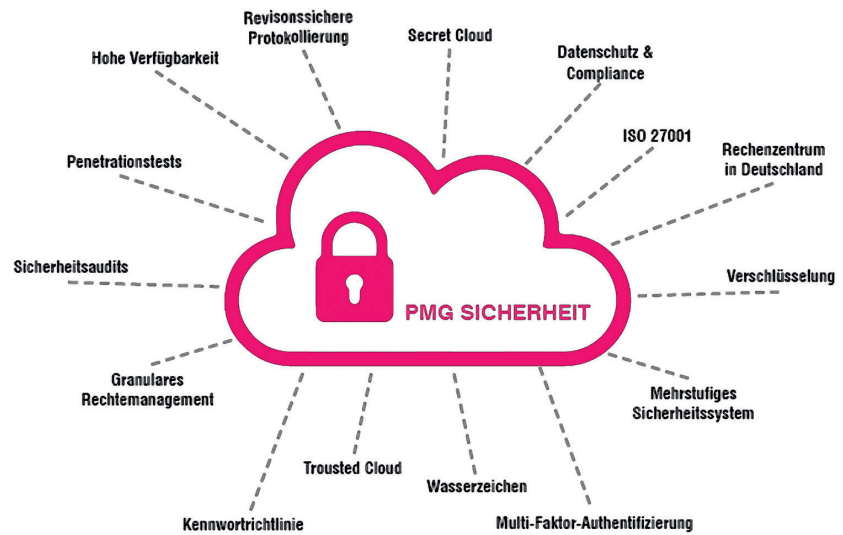 Revisonssichere
Protokollierung
Secret Cloud
Hohe Verfügbarkeit
Datenschutz &
Compliance
ISO 27001
Penetrationstests
Rechenzentrum
in Deutschland
Sicherheitsaudits
Verschlüsselung
PMG SICHERHEIT
Granulares
Rechtemanagement
Mehrstufiges
Sicherheitssystem
Trousted Cloud
Wasserzeichen
Kennwortrichtlinie
Multi-Faktor-Authentifizierung